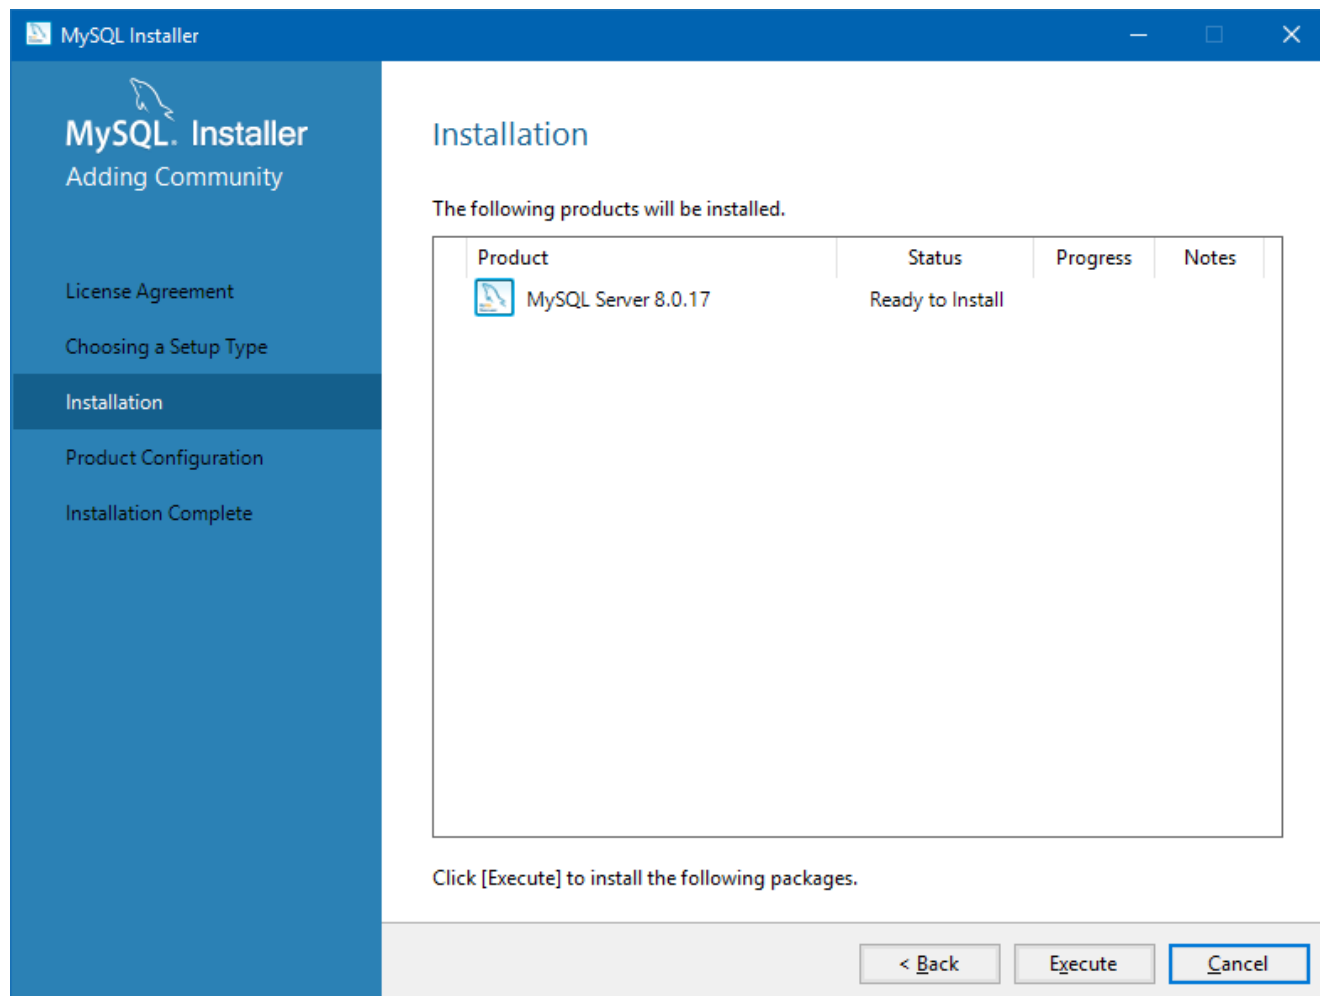 MySQL Installer
MySQL. Installer
Adding Community
License Agreement
Choosing a Setup Type
Installation
Product Configuration
Installation Complete
Installation
The following products will be installed.
Product Status Progress Notes
MySQL Server 8.0.17 Ready to Install
Click [Execute] to install the following packages.
< Back Execute Cancel